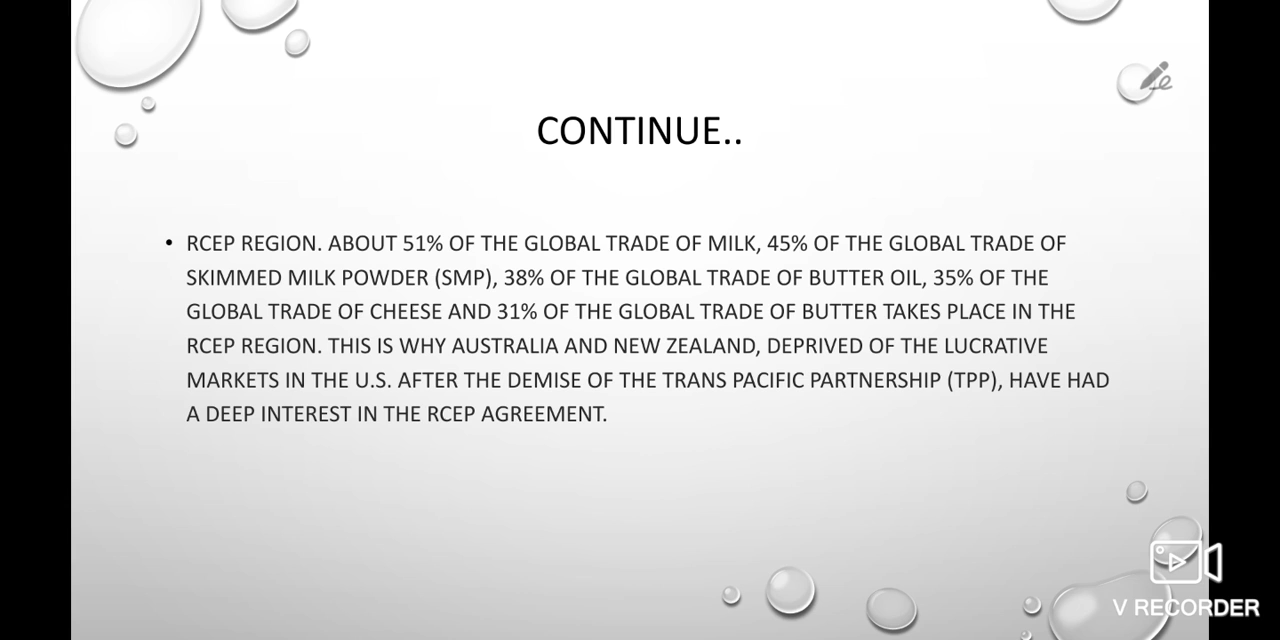 CONTINUE..
• RCEP REGION. ABOUT 51% OF THE GLOBAL TRADE OF MILK, 45% OF THE GLOBAL TRADE OF
SKIMMED MILK POWDER (SMP), 38% OF THE GLOBAL TRADE OF BUTTER OIL, 35% OF THE
GLOBAL TRADE OF CHEESE AND 31% OF THE GLOBAL TRADE OF BUTTER TAKES PLACE IN THE
RCEP REGION. THIS IS WHY AUSTRALIA AND NEW ZEALAND, DEPRIVED OF THE LUCRATIVE
MARKETS IN THE U.S. AFTER THE DEMISE OF THE TRANS PACIFIC PARTNERSHIP (TPP), HAVE HAD
A DEEP INTEREST IN THE RCEP AGREEMENT.
V RECORDER